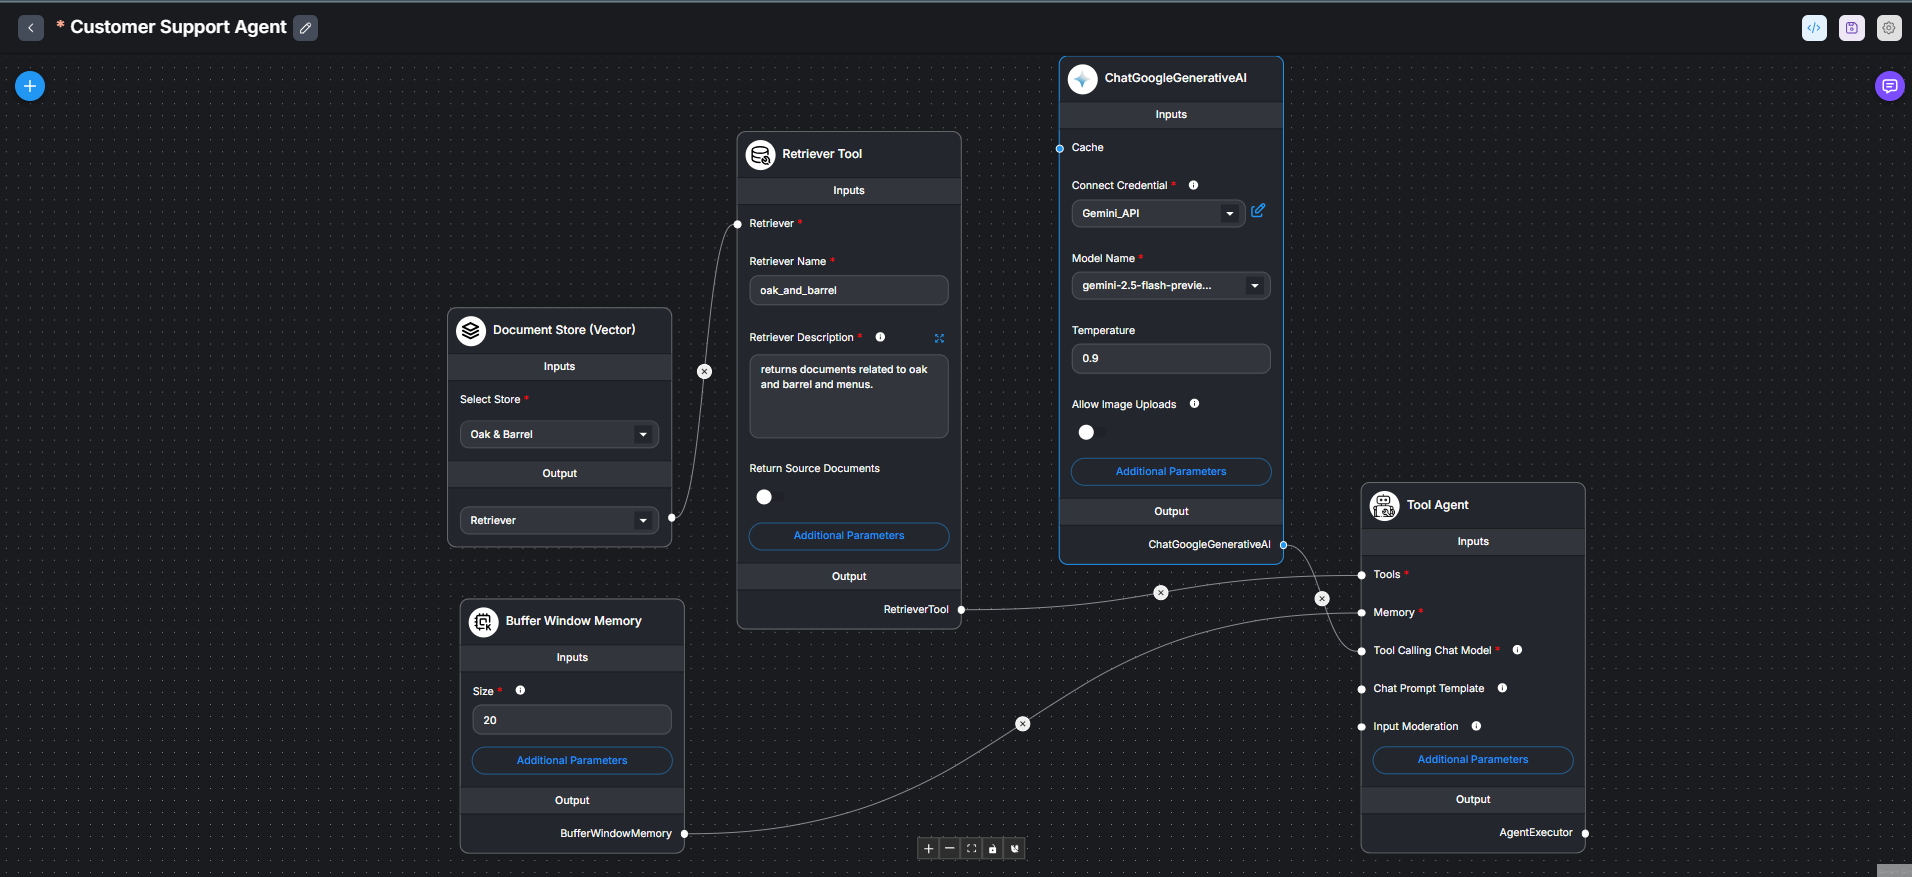 * Customer Support Agent
ChatGoogleGenerativeAI
Inputs
Cache
Connect Credential *
Gemini_API
Model Name *
gemini-2.5-flash-previe...
Temperature
0.9
Allow Image Uploads
Additional Parameters
Output
ChatGoogleGenerativeAI
Retriever Tool
Inputs
Retriever *
Retriever Name *
oak_and_barrel
Retriever Description *
returns documents related to oak
and barrel and menus.
Return Source Documents
Additional Parameters
Output
RetrieverTool
Document Store (Vector)
Inputs
Select Store *
Oak & Barrel
Output
Retriever
Buffer Window Memory
Inputs
Size *
20
Additional Parameters
Output
BufferWindowMemory
Tool Agent
Inputs
Tools *
Memory *
Tool Calling Chat Model *
Chat Prompt Template
Input Moderation
Additional Parameters
Output
AgentExecutor